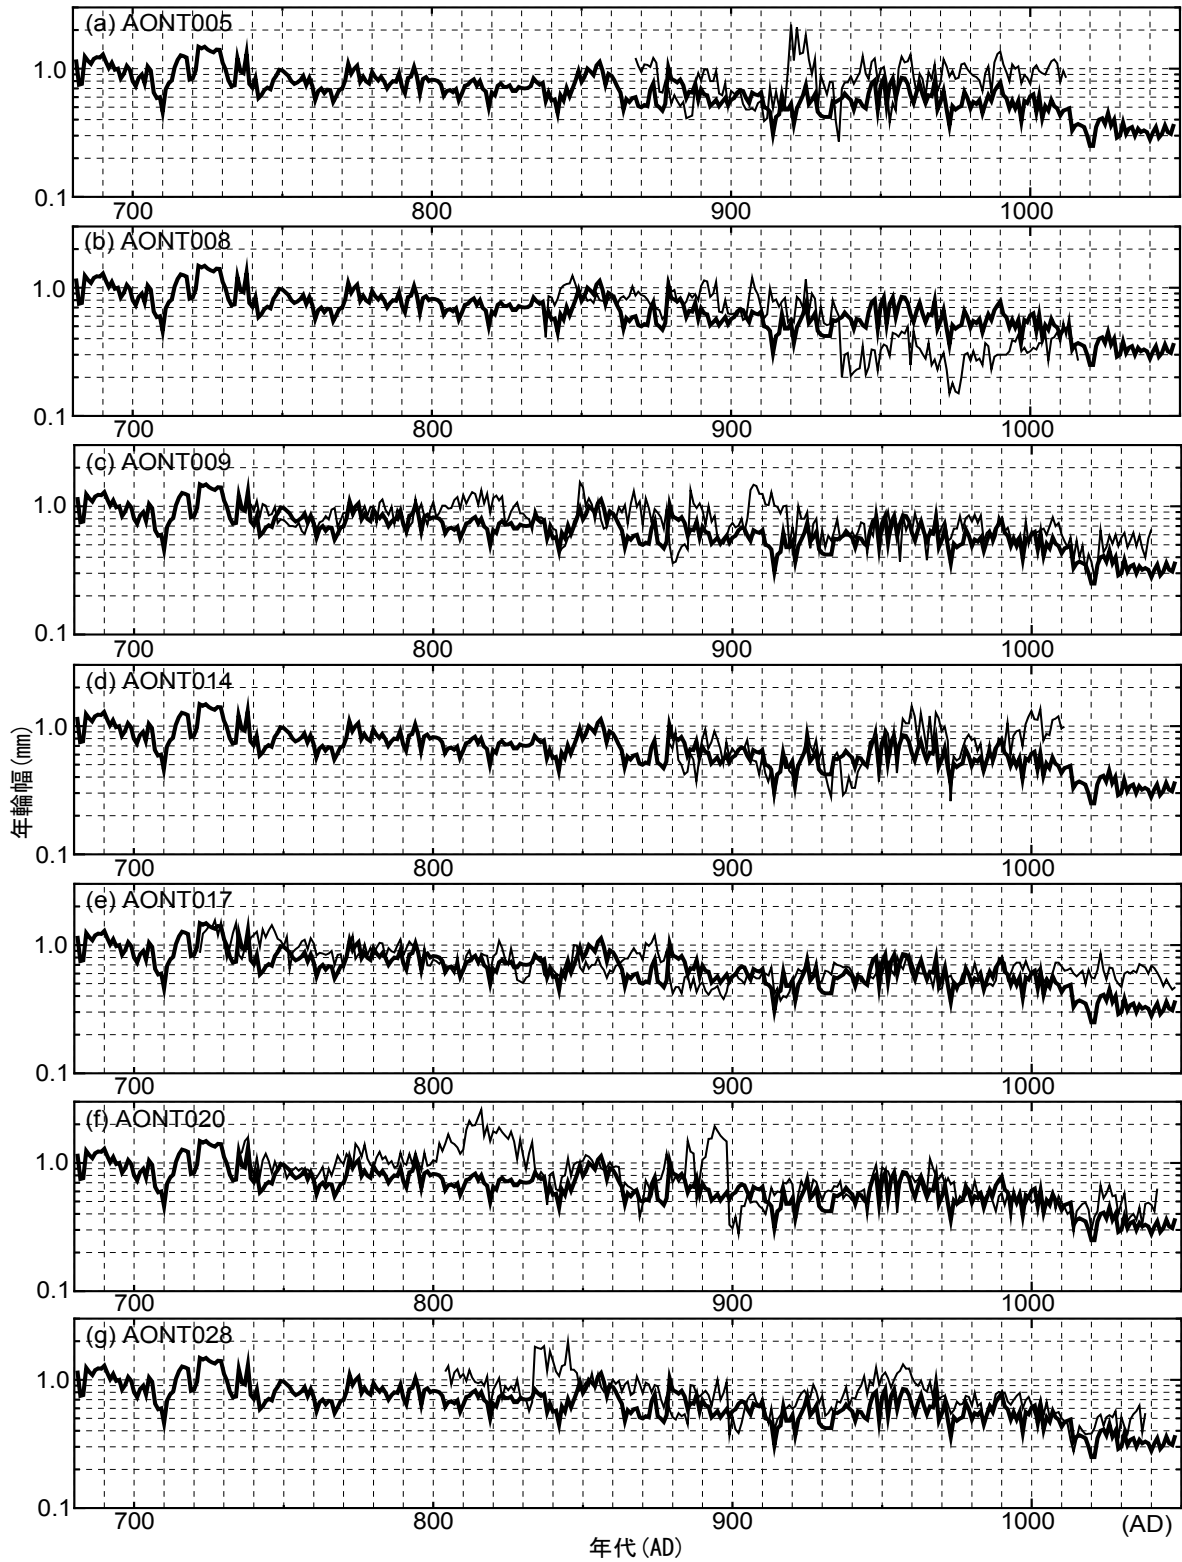 (a) AONT005
1.0
0.1
700 800 900 1000
(b) AONT008
1.0
0.1
700 800 900 1000
(c) AONT009
1.0
0.1
700 800 900 1000
(d) AONT014
1.0
0.1
700 800 900 1000
年輪幅(mm)
(e) AONT017
1.0
0.1
700 800 900 1000
(f) AONT020
1.0
0.1
700 800 900 1000
(g) AONT028
1.0
0.1
700 800 900 1000 (AD)
年代(AD)